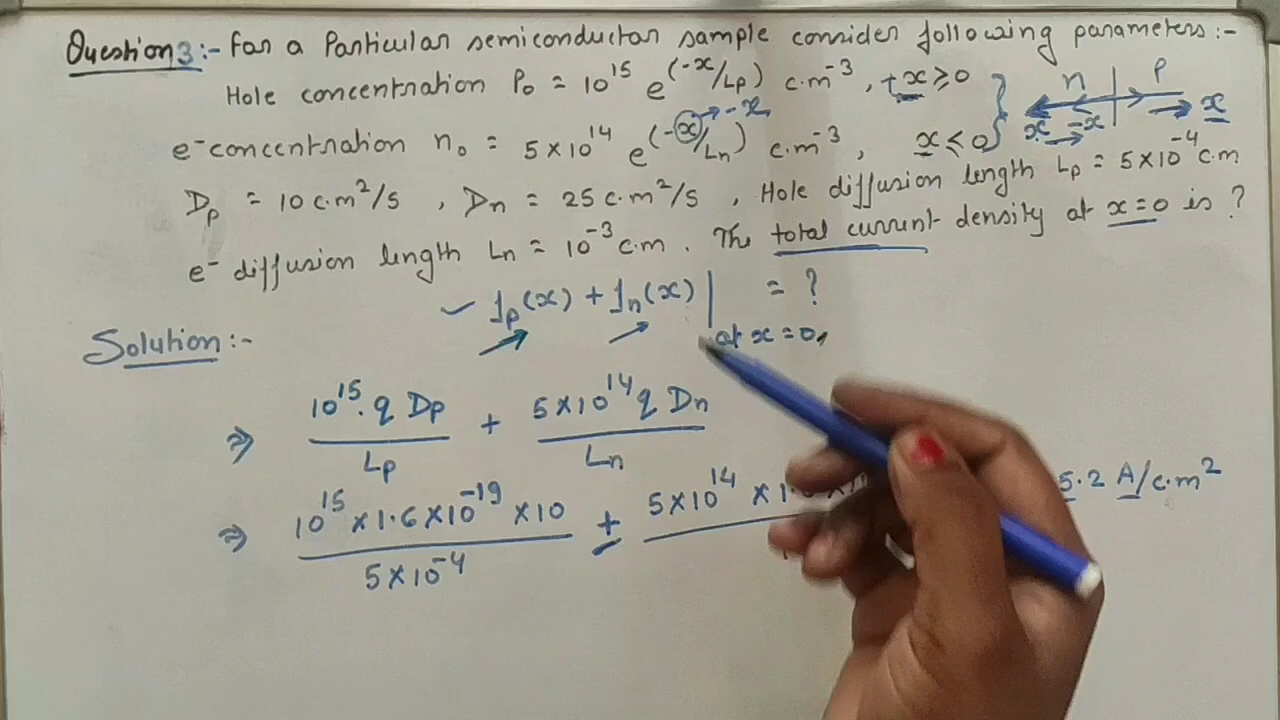 Question 3:- For a Particular semiconductor sample consider following parameters:-
Hole concentration P₀ = 10¹⁵ e^(-x/Lp) c.m⁻³, +x ≥ 0
n P
x -x x
→ -x
e⁻ concentration n₀ = 5×10¹⁴ e^(-x/Ln) c.m⁻³, x ≤ 0
Dp = 10 c.m²/s, Dn = 25 c.m²/s, Hole diffusion length Lp = 5×10⁻⁴ c.m
e⁻ diffusion length Ln = 10⁻³ c.m. The total current density at x=0 is ?
Jp(x) + Jn(x)| = ?
at x=0,
Solution:-
⇒ 10¹⁵.q Dp / Lp + 5×10¹⁴ q Dn / Ln
⇒ 10¹⁵×1.6×10⁻¹⁹×10 / 5×10⁻⁴ + 5×10¹⁴ ×1. 5.2 A/c.m²